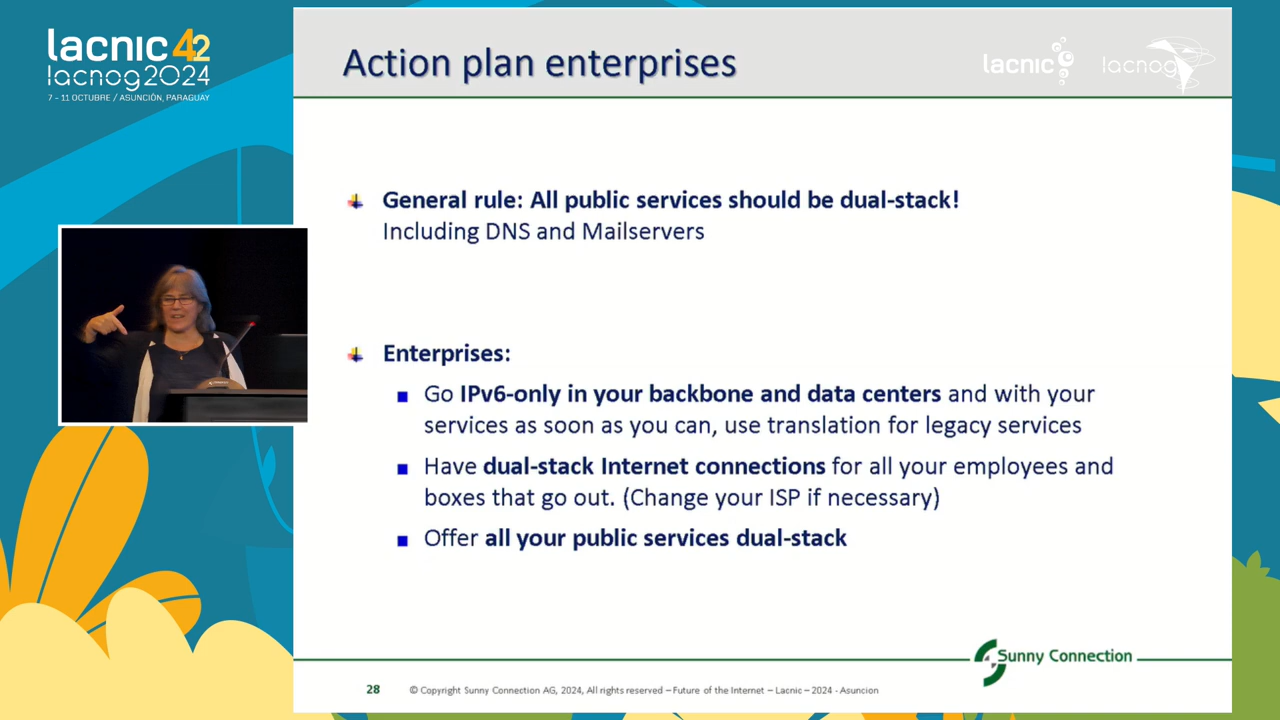 lacnic 42
lacnog2024
7 - 11 OCTUBRE / ASUNCIÓN, PARAGUAY
Action plan enterprises
lacnic
lacnog
General rule: All public services should be dual-stack!
Including DNS and Mailservers
Enterprises:
Go IPv6-only in your backbone and data centers and with your
services as soon as you can, use translation for legacy services
Have dual-stack Internet connections for all your employees and
boxes that go out. (Change your ISP if necessary)
Offer all your public services dual-stack
Sunny Connection
28
© Copyright Sunny Connection AG, 2024, All rights reserved – Future of the Internet – Lacnic – 2024 - Asuncion